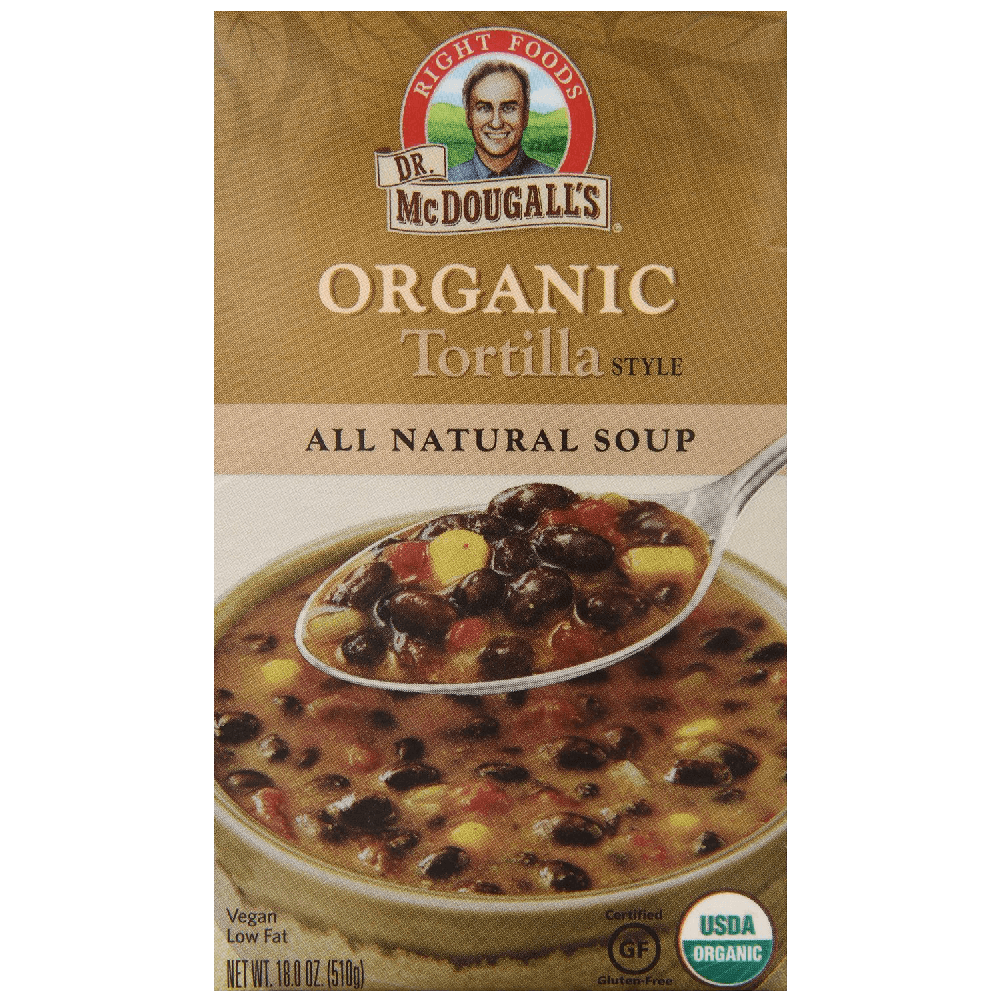 RIGHT FOODS
DR.
McDOUGALL'S®
ORGANIC
Tortilla STYLE
ALL NATURAL SOUP
Vegan
Low Fat
NET WT. 18.0 OZ. (510g)
Certified
GF
Gluten-Free
USDA
ORGANIC